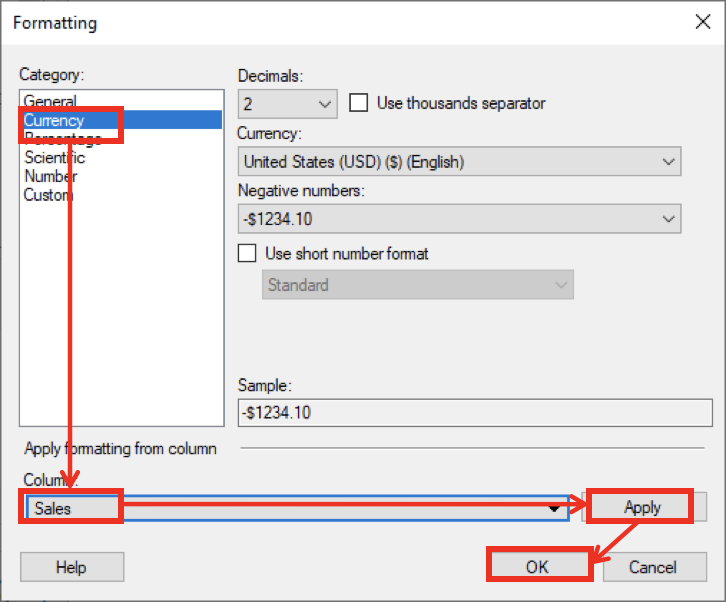 Formatting
Category:
General
Currency
Percentage
Scientific
Number
Custom
Decimals:
2
Use thousands separator
Currency:
United States (USD) ($) (English)
Negative numbers:
-$1234.10
Use short number format
Standard
Sample:
-$1234.10
Apply formatting from column
Column:
Sales
Apply
Help
OK
Cancel